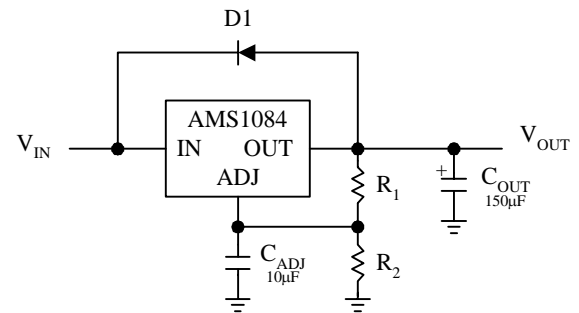 D1
AMS1084
V_IN IN OUT V_OUT
ADJ
+
R_1
C_OUT
150µF
C_ADJ
10µF
R_2